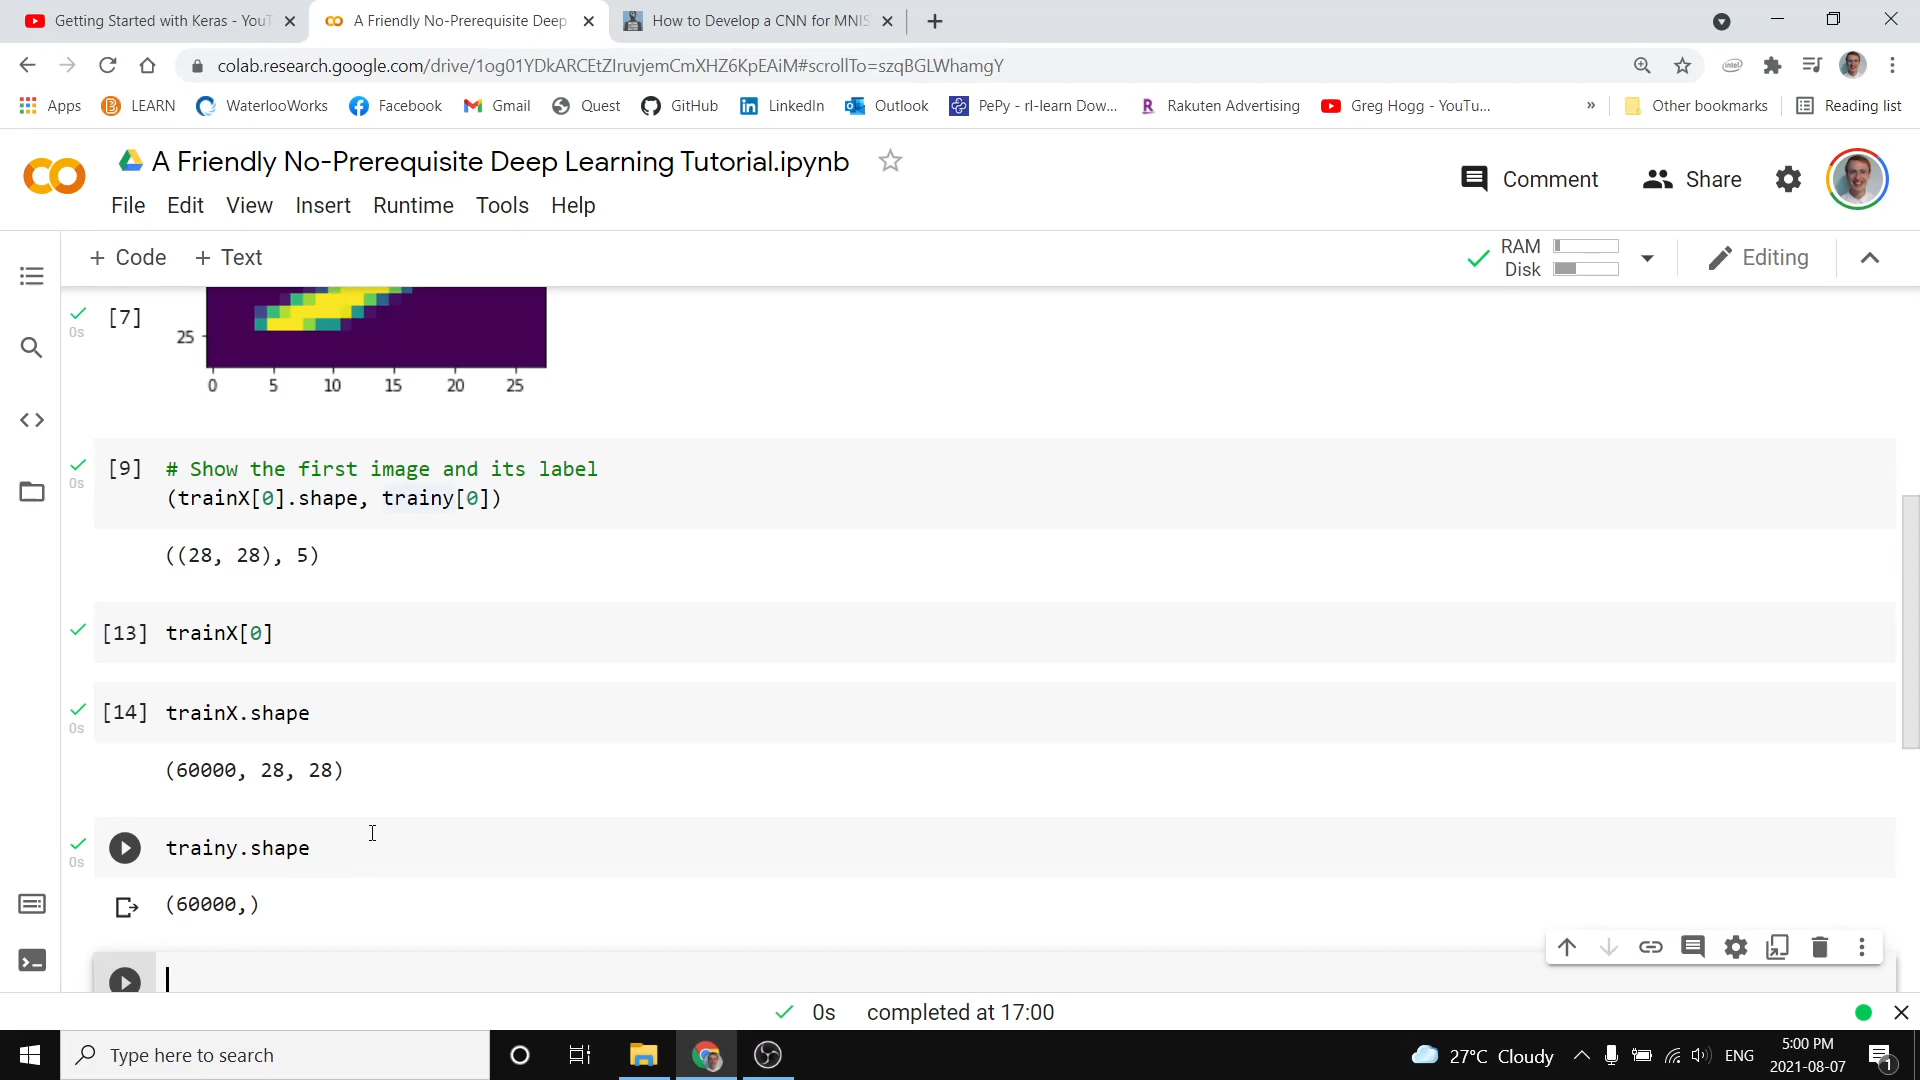 Getting Started with Keras - YouT
A Friendly No-Prerequisite Deep
How to Develop a CNN for MNIS
colab.research.google.com/drive/1og01YDkARCEtZIruvjemCmXHZ6KpEAiM#scrollTo=szqBGLWhamgY
Apps LEARN WaterlooWorks Facebook Gmail Quest GitHub LinkedIn Outlook PePy - rl-learn Dow... Rakuten Advertising Greg Hogg - YouTu... » Other bookmarks Reading list
A Friendly No-Prerequisite Deep Learning Tutorial.ipynb
Comment Share
File Edit View Insert Runtime Tools Help
+ Code + Text
RAM
Disk
Editing
0s
[7]
25
0 5 10 15 20 25
[9] # Show the first image and its label
0s
(trainX[0].shape, trainy[0])
((28, 28), 5)
[13] trainX[0]
[14] trainX.shape
0s
(60000, 28, 28)
trainy.shape
0s
(60000,)
0s completed at 17:00
Type here to search
27°C Cloudy
ENG
5:00 PM
2021-08-07
1